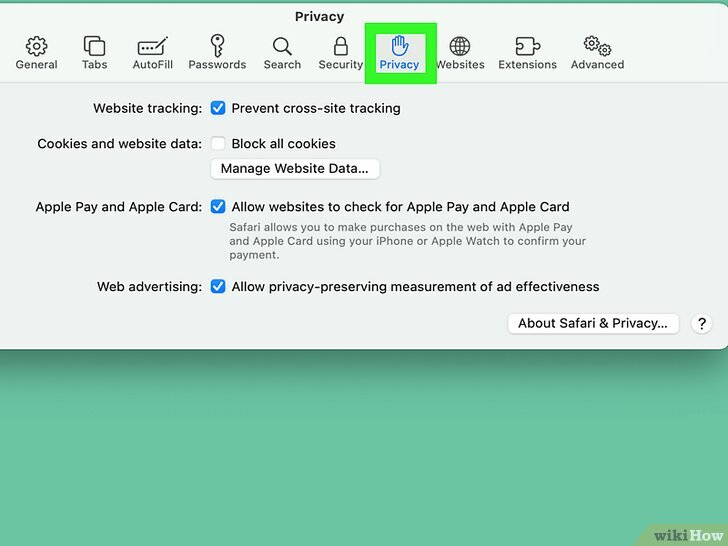 Privacy
General Tabs AutoFill Passwords Search Security Privacy Websites Extensions Advanced
Website tracking: Prevent cross-site tracking
Cookies and website data: Block all cookies
Manage Website Data...
Apple Pay and Apple Card: Allow websites to check for Apple Pay and Apple Card
Safari allows you to make purchases on the web with Apple Pay
and Apple Card using your iPhone or Apple Watch to confirm your
payment.
Web advertising: Allow privacy-preserving measurement of ad effectiveness
About Safari & Privacy... ?
wikiHow